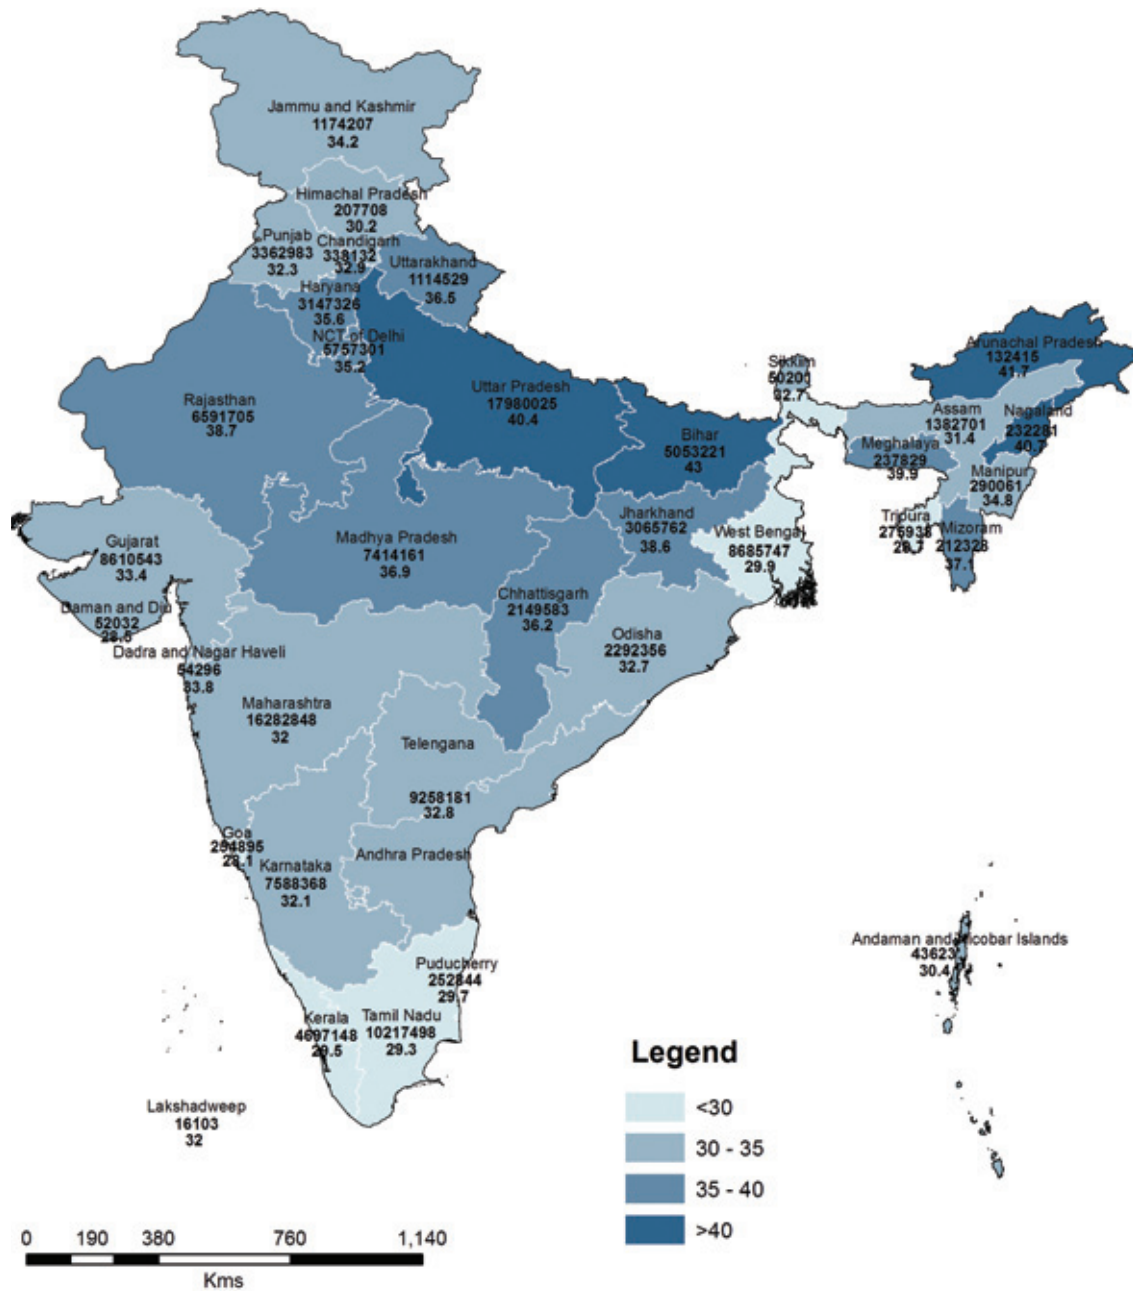 Jammu and Kashmir
1174207
34.2
Himachal Pradesh
207708
30.2
Punjab
3362983
32.3
Chandigarh
338132
32.9
Uttarakhand
1114529
36.5
Haryana
3147326
35.6
NCT of Delhi
5757301
35.2
Rajasthan
6591705
38.7
Uttar Pradesh
17980025
40.4
Bihar
5053221
43
Sikkim
50201
32.7
Arunachal Pradesh
132415
41.7
Assam
1382701
31.4
Nagaland
232281
40.7
Meghalaya
237829
39.9
Manipur
290061
34.8
Tripura
275938
Mizoram
212328
37.1
Gujarat
8610543
33.4
Madhya Pradesh
7414161
36.9
Jharkhand
3065762
38.6
West Bengal
8685747
29.9
Daman and Diu
52032
28.5
Chhattisgarh
2149583
36.2
Odisha
2292356
32.7
Dadra and Nagar Haveli
54296
33.8
Maharashtra
16282848
32
Telengana
9258181
32.8
Andhra Pradesh
Goa
294895
28.1
Karnataka
7588368
32.1
Andaman and Nicobar Islands
43623
30.4
Puducherry
252844
29.7
Kerala
4697148
29.5
Tamil Nadu
10217498
29.3
Lakshadweep
16103
32
Legend
<30
30 - 35
35 - 40
>40
0 190 380 760 1,140
Kms